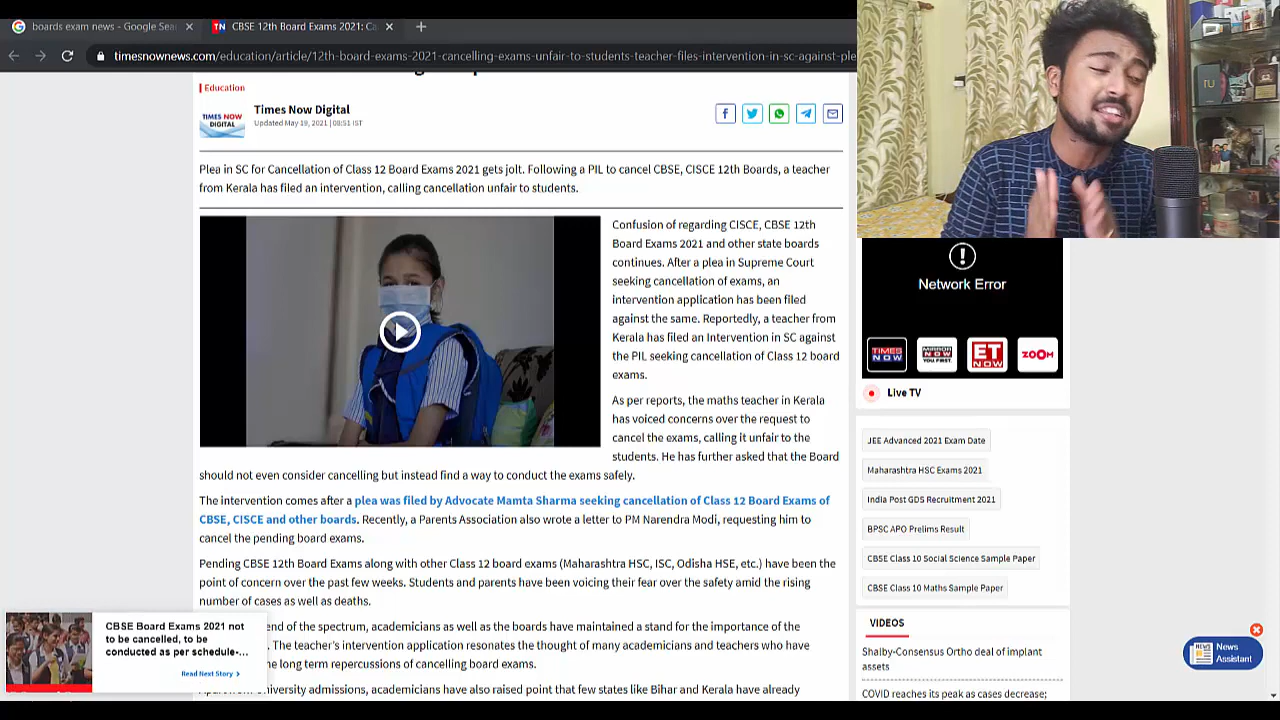 boards exam news - Google Sea
CBSE 12th Board Exams 2021: Ca
timesnownews.com/education/article/12th-board-exams-2021-cancelling-exams-unfair-to-students-teacher-files-intervention-in-sc-against-ple
Education
TIMES NOW
DIGITAL
Times Now Digital
Updated May 19, 2021 | 08:51 IST
Plea in SC for Cancellation of Class 12 Board Exams 2021 gets jolt. Following a PIL to cancel CBSE, CISCE 12th Boards, a teacher
from Kerala has filed an intervention, calling cancellation unfair to students.
Confusion of regarding CISCE, CBSE 12th
Board Exams 2021 and other state boards
continues. After a plea in Supreme Court
seeking cancellation of exams, an
intervention application has been filed
against the same. Reportedly, a teacher from
Kerala has filed an Intervention in SC against
the PIL seeking cancellation of Class 12 board
exams.
As per reports, the maths teacher in Kerala
has voiced concerns over the request to
cancel the exams, calling it unfair to the
students. He has further asked that the Board
should not even consider cancelling but instead find a way to conduct the exams safely.
The intervention comes after a plea was filed by Advocate Mamta Sharma seeking cancellation of Class 12 Board Exams of
CBSE, CISCE and other boards. Recently, a Parents Association also wrote a letter to PM Narendra Modi, requesting him to
cancel the pending board exams.
Pending CBSE 12th Board Exams along with other Class 12 board exams (Maharashtra HSC, ISC, Odisha HSE, etc.) have been the
point of concern over the past few weeks. Students and parents have been voicing their fear over the safety amid the rising
number of cases as well as deaths.
end of the spectrum, academicians as well as the boards have maintained a stand for the importance of the
. The teacher's intervention application resonates the thought of many academicians and teachers who have
the long term repercussions of cancelling board exams.
university admissions, academicians have also raised point that few states like Bihar and Kerala have already
CBSE Board Exams 2021 not
to be cancelled, to be
conducted as per schedule-...
Read Next Story
Network Error
TIMES NOW
MIRROR NOW
YOU. FIRST.
ET NOW
ZOOM
Live TV
JEE Advanced 2021 Exam Date
Maharashtra HSC Exams 2021
India Post GDS Recruitment 2021
BPSC APO Prelims Result
CBSE Class 10 Social Science Sample Paper
CBSE Class 10 Maths Sample Paper
VIDEOS
Shalby-Consensus Ortho deal of implant
assets
COVID reaches its peak as cases decrease;
News
Assistant